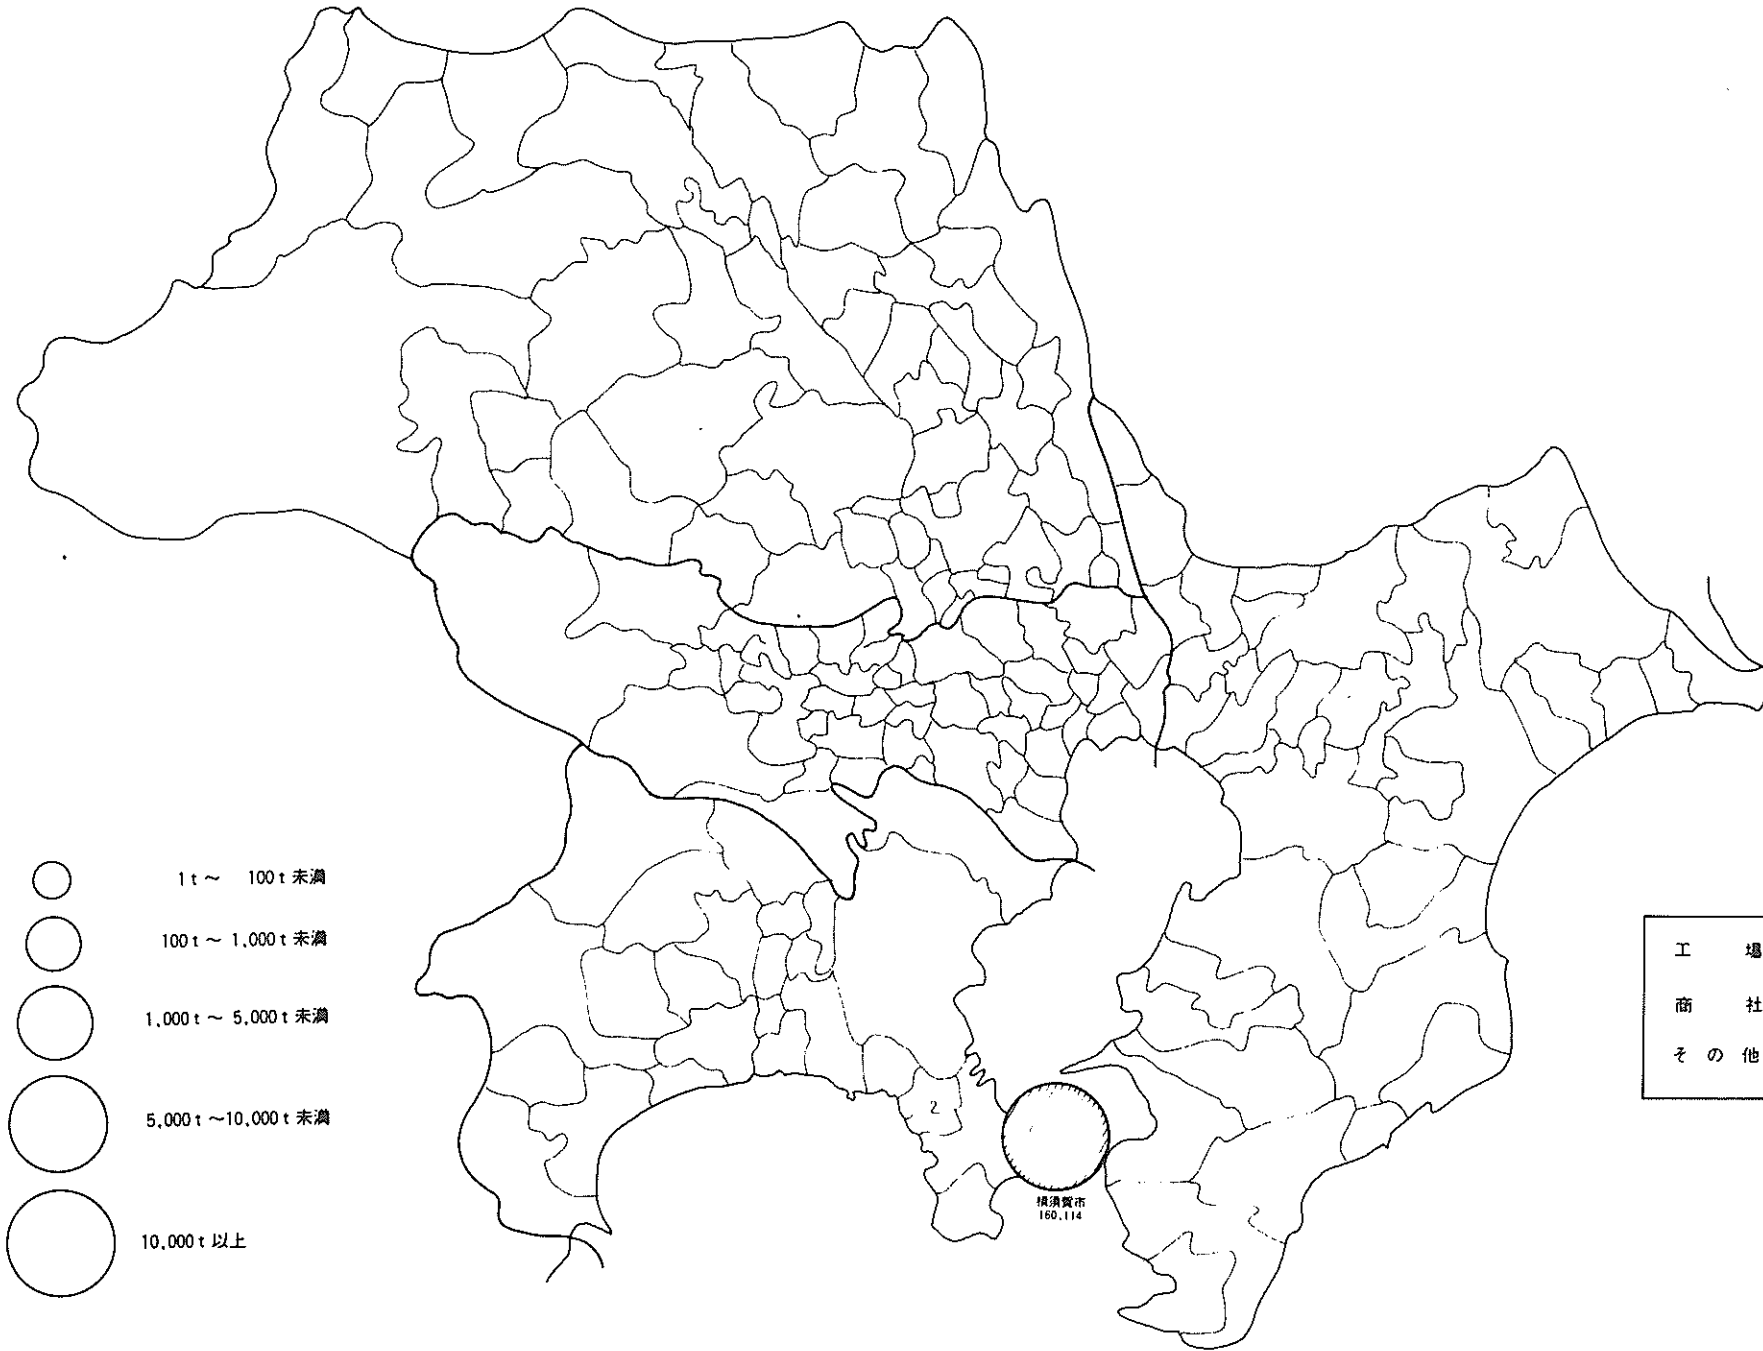 1t～ 100t未満
100t～1,000t未満
1,000t～5,000t未満
5,000t～10,000t未満
10,000t以上
工 場
商 社
その他
2
横須賀市
160,114